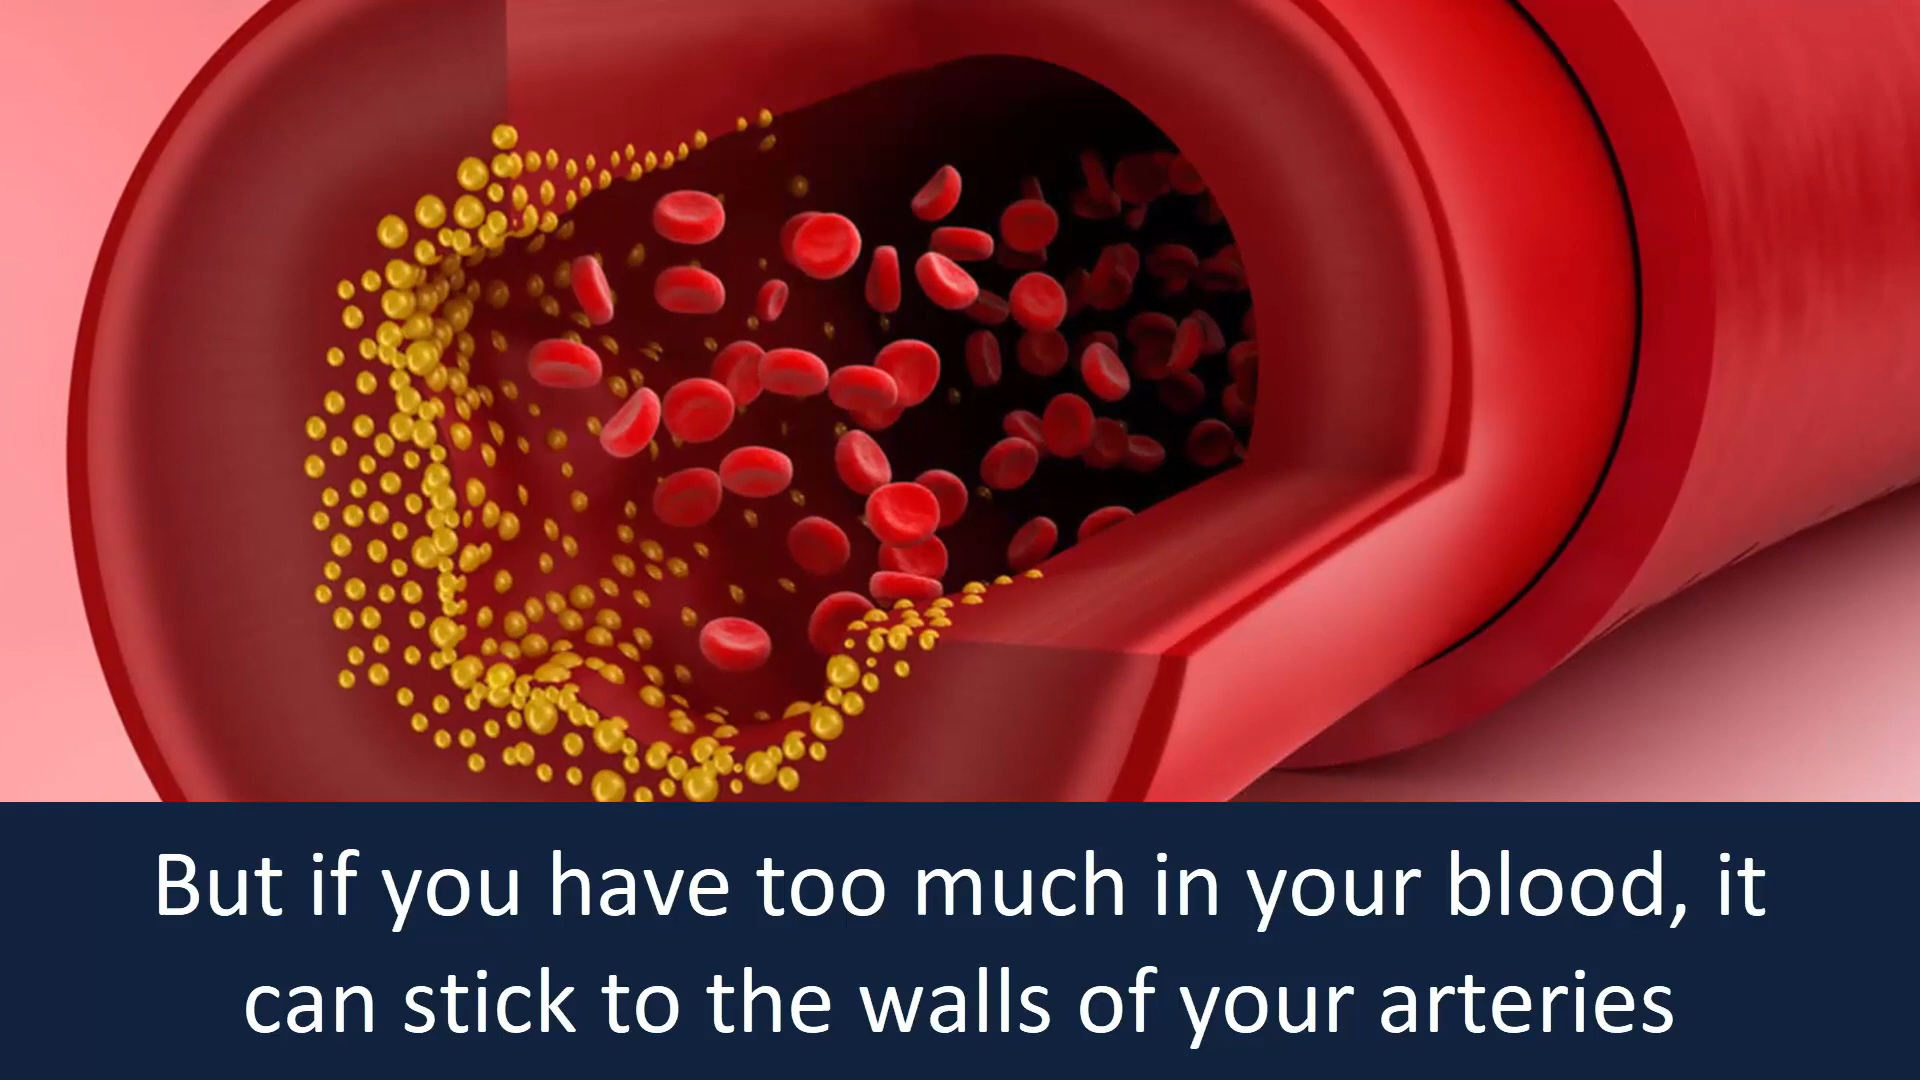 But if you have too much in your blood, it
can stick to the walls of your arteries